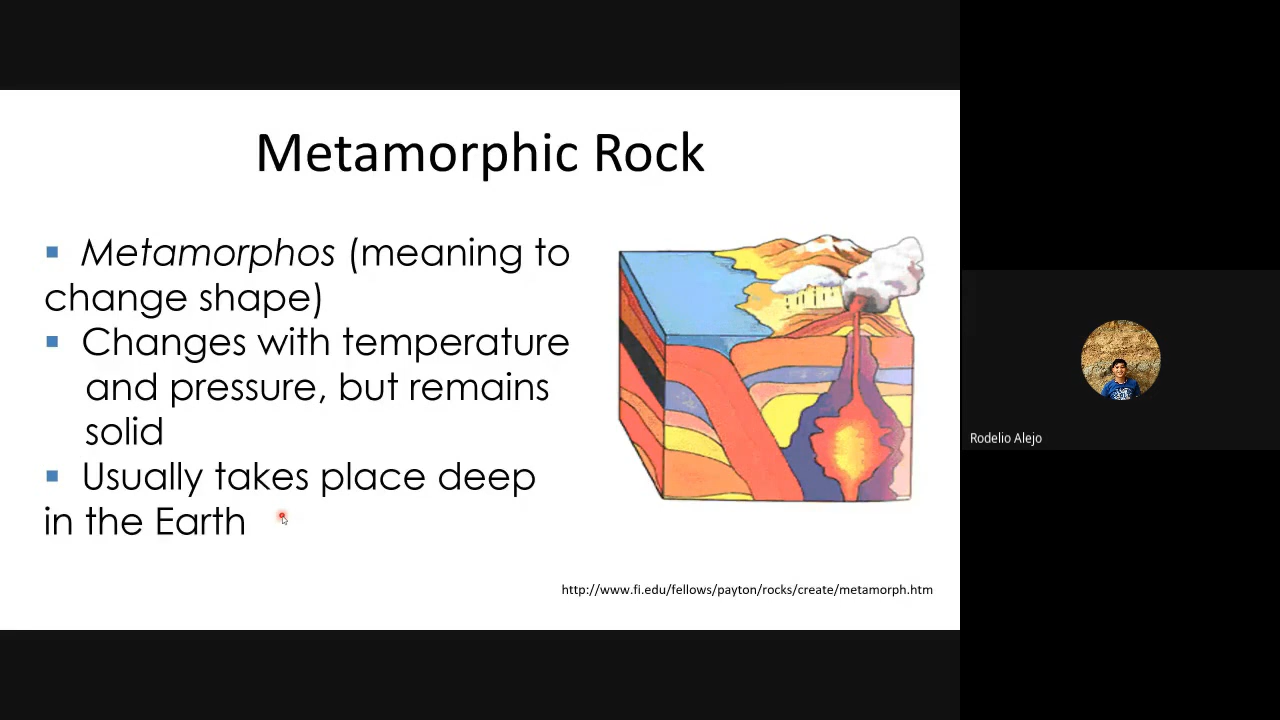 Metamorphic Rock
▪ Metamorphos (meaning to
change shape)
▪ Changes with temperature
and pressure, but remains
solid
▪ Usually takes place deep
in the Earth
http://www.fi.edu/fellows/payton/rocks/create/metamorph.htm
Rodelio Alejo